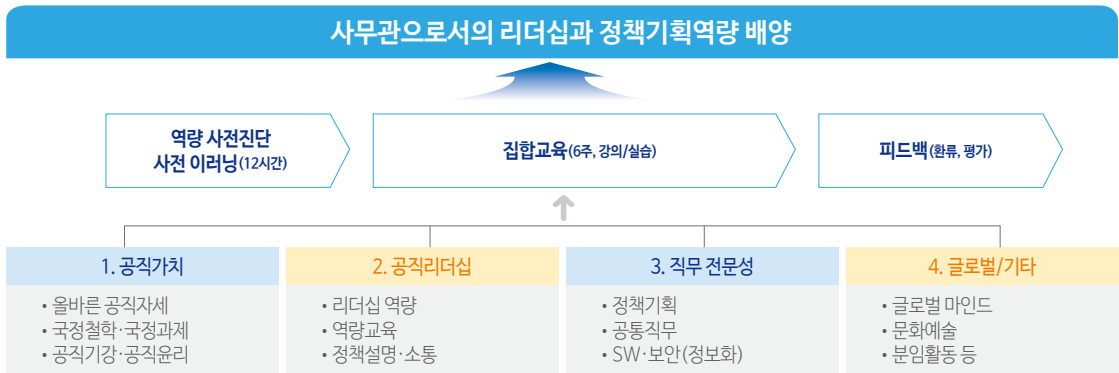 사무관으로서의 리더십과 정책기획역량 배양
역량 사전진단
사전 이러닝(12시간)
집합교육(6주, 강의/실습)
피드백(환류, 평가)
1. 공직가치
• 올바른 공직자세
• 국정철학·국정과제
• 공직기강·공직윤리
2. 공직리더십
• 리더십 역량
• 역량교육
• 정책설명·소통
3. 직무 전문성
• 정책기획
• 공통직무
• SW·보안(정보화)
4. 글로벌/기타
• 글로벌 마인드
• 문화예술
• 분임활동 등